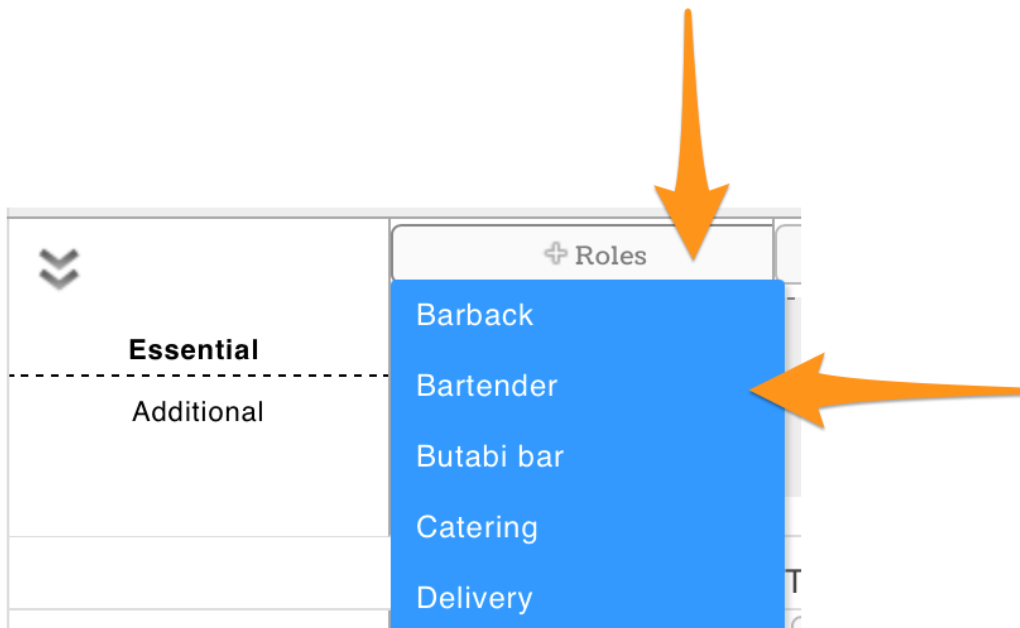 Roles
Barback
Essential
Bartender
Additional
Butabi bar
Catering
T
Delivery